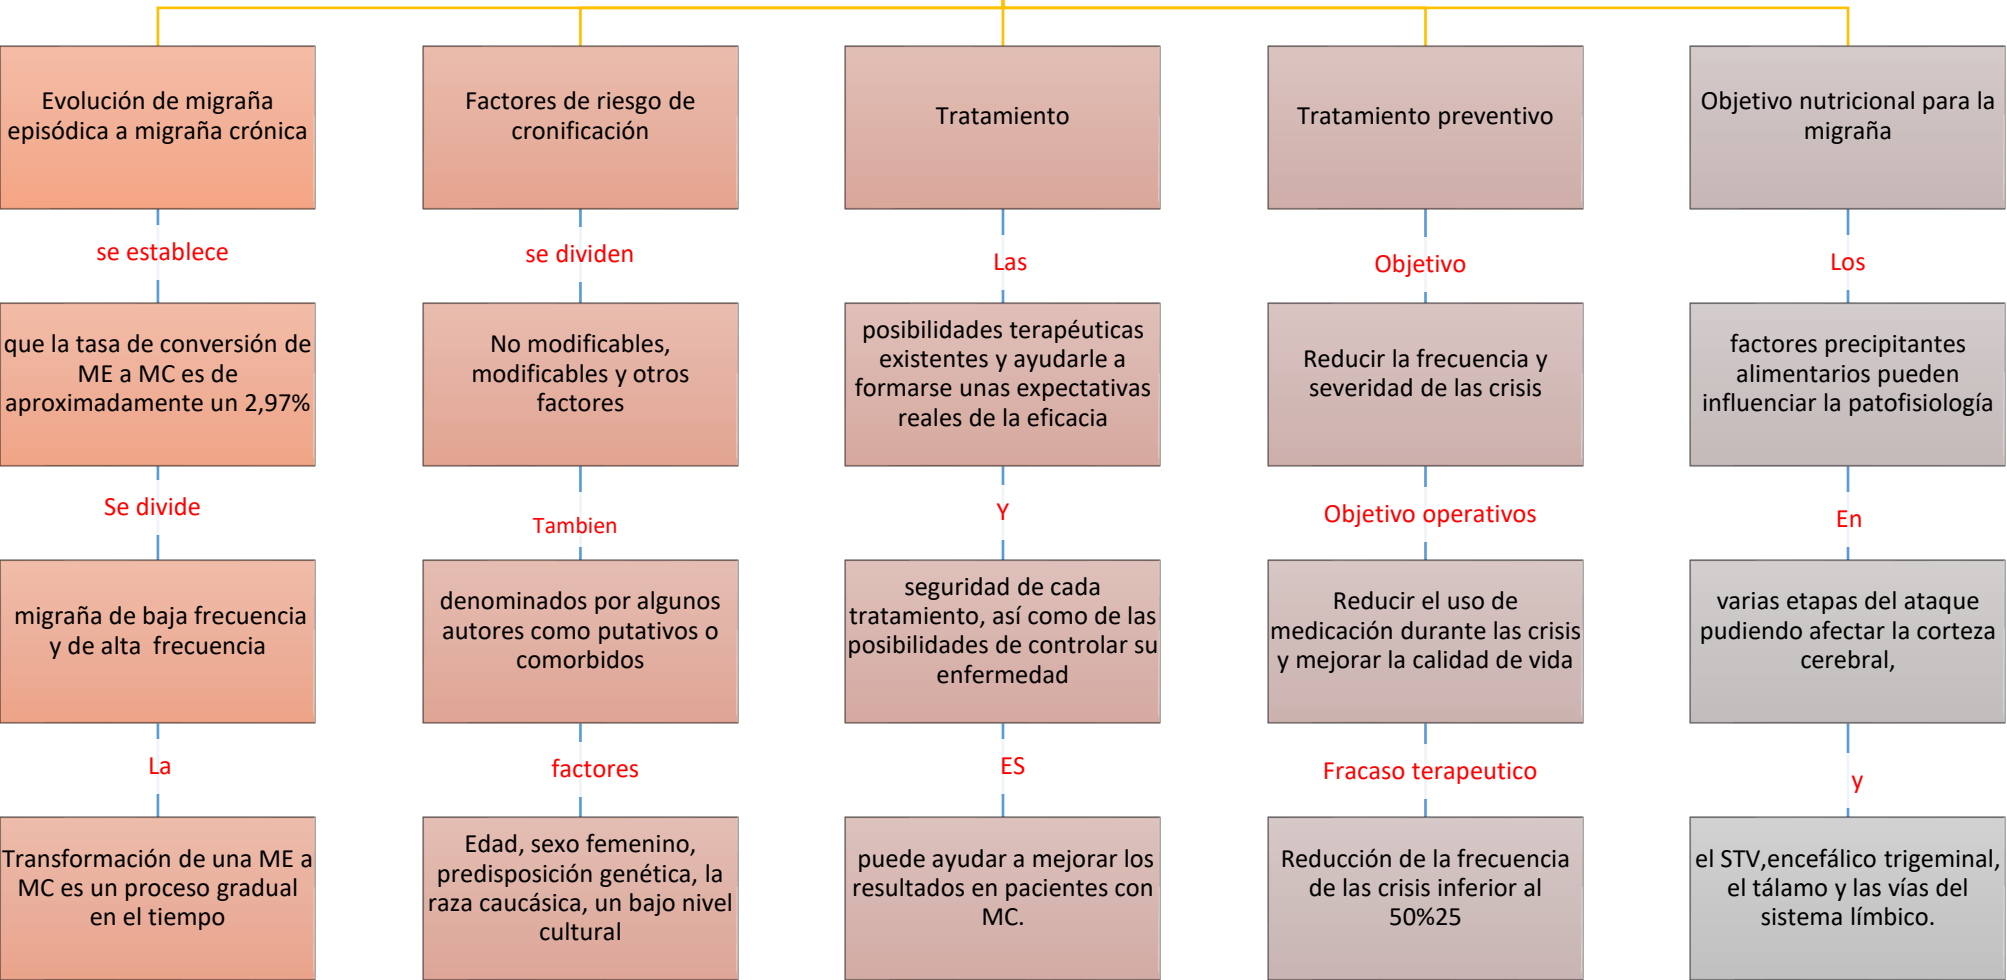 Evolución de migraña
episódica a migraña crónica
se establece
que la tasa de conversión de
ME a MC es de
aproximadamente un 2,97%
Se divide
migraña de baja frecuencia
y de alta  frecuencia
La
Transformación de una ME a
MC es un proceso gradual
en el tiempo
Factores de riesgo de
cronificación
se dividen
No modificables,
modificables y otros
factores
Tambien
denominados por algunos
autores como putativos o
comorbidos
factores
Edad, sexo femenino,
predisposición genética, la
raza caucásica, un bajo nivel
cultural
Tratamiento
Las
posibilidades terapéuticas
existentes y ayudarle a
formarse unas expectativas
reales de la eficacia
Y
seguridad de cada
tratamiento, así como de las
posibilidades de controlar su
enfermedad
ES
puede ayudar a mejorar los
resultados en pacientes con
MC.
Tratamiento preventivo
Objetivo
Reducir la frecuencia y
severidad de las crisis
Objetivo operativos
Reducir el uso de
medicación durante las crisis
y mejorar la calidad de vida
Fracaso terapeutico
Reducción de la frecuencia
de las crisis inferior al
50%25
Objetivo nutricional para la
migraña
Los
factores precipitantes
alimentarios pueden
influenciar la patofisiología
En
varias etapas del ataque
pudiendo afectar la corteza
cerebral,
y
el STV,encefálico trigeminal,
el tálamo y las vías del
sistema límbico.